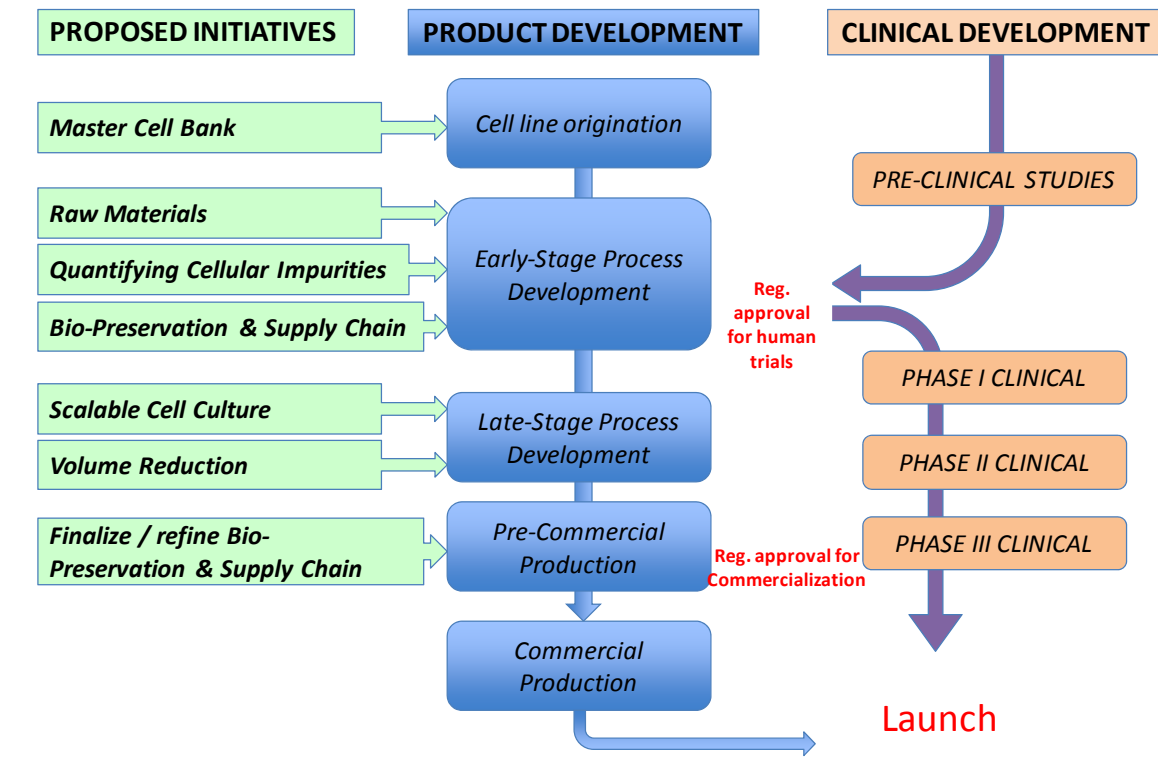 PROPOSED INITIATIVES
PRODUCT DEVELOPMENT
CLINICAL DEVELOPMENT
Master Cell Bank
Raw Materials
Quantifying Cellular Impurities
Bio-Preservation & Supply Chain
Scalable Cell Culture
Volume Reduction
Finalize / refine Bio-
Preservation & Supply Chain
Cell line origination
Early-Stage Process
Development
Late-Stage Process
Development
Pre-Commercial
Production
Commercial
Production
PRE-CLINICAL STUDIES
Reg.
approval
for human
trials
PHASE I CLINICAL
PHASE II CLINICAL
PHASE III CLINICAL
Reg. approval for
Commercialization
Launch